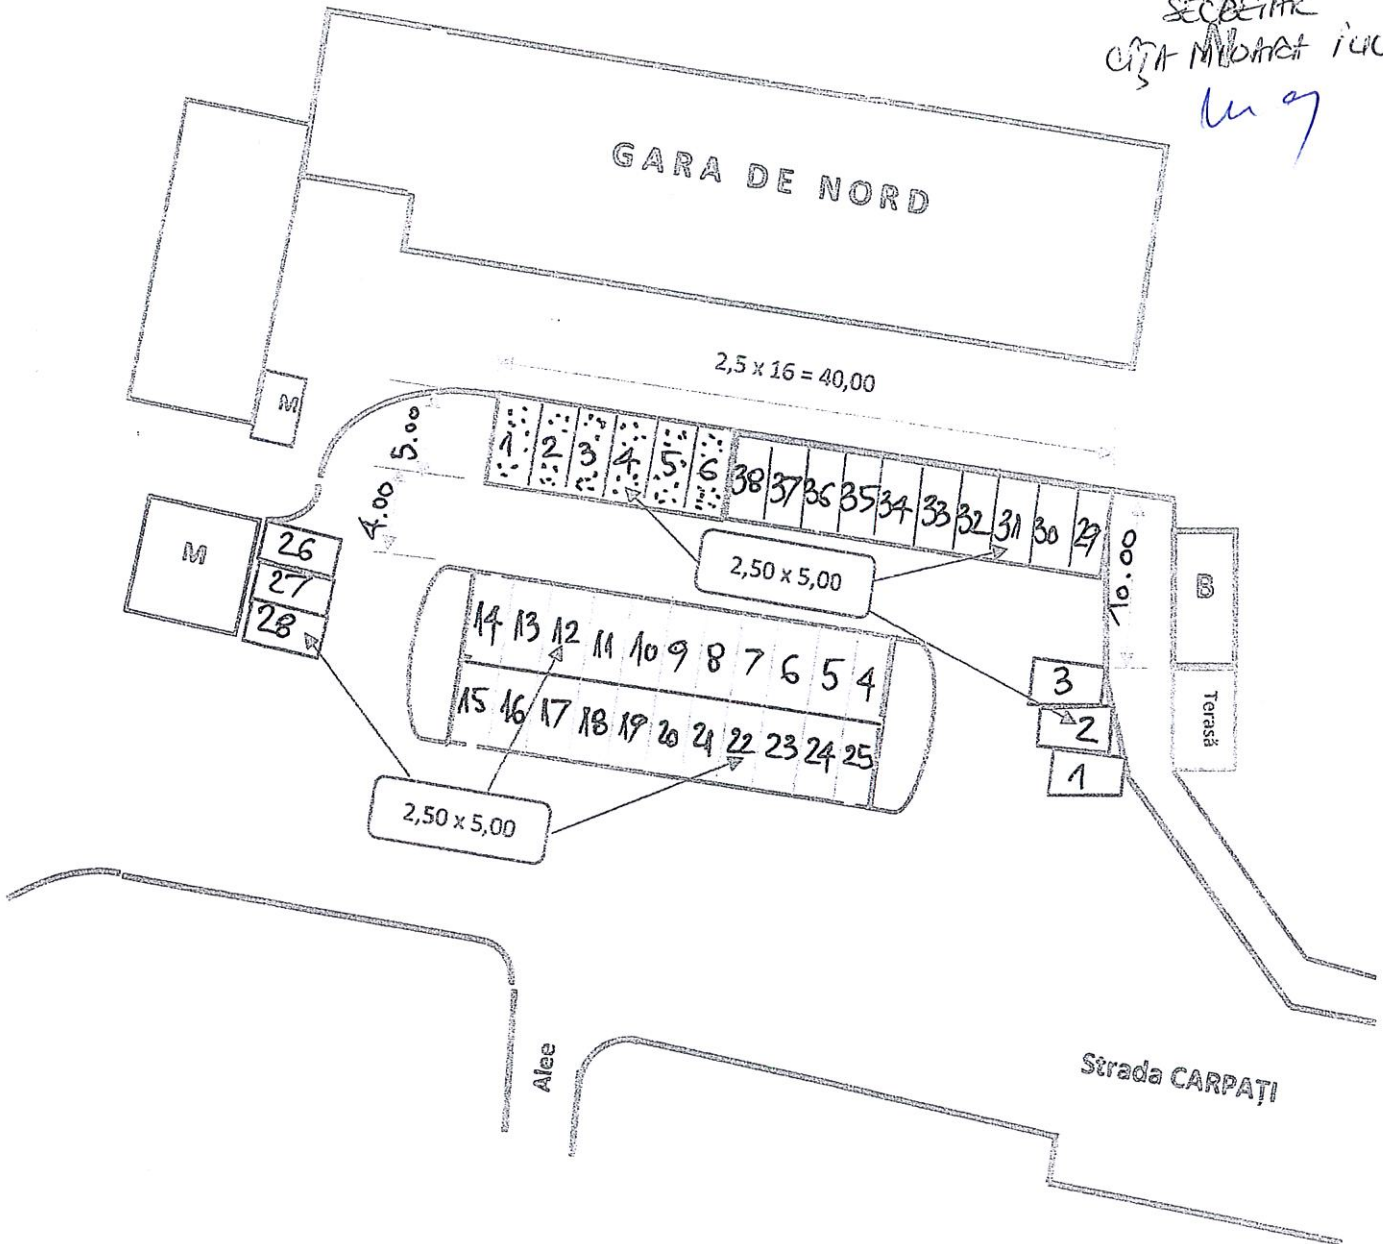 SECRETAR
GARA DE NORD
2,5 x 16 = 40,00
M
5.00
1 2 3 4 5 6 38 37 36 35 34 33 32 31 30 29
4.00
10.00
M
26
27
28
2,50 x 5,00
B
14 13 12 11 10 9 8 7 6 5 4
15 16 17 18 19 20 21 22 23 24 25
3
2
1
Terasă
2,50 x 5,00
Alee
Strada CARPAȚI